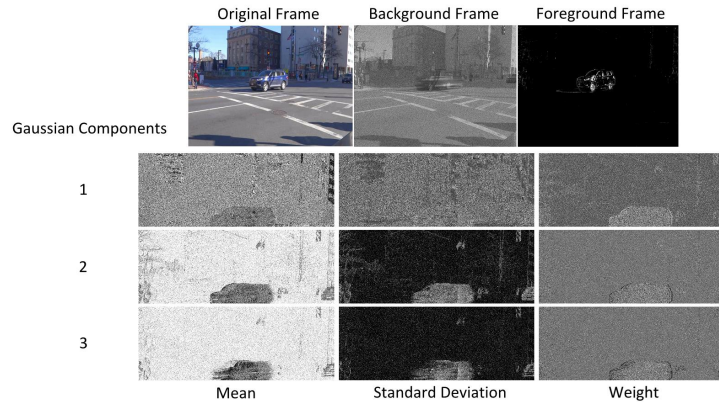 Original Frame Background Frame Foreground Frame
Gaussian Components
1
2
3
Mean Standard Deviation Weight